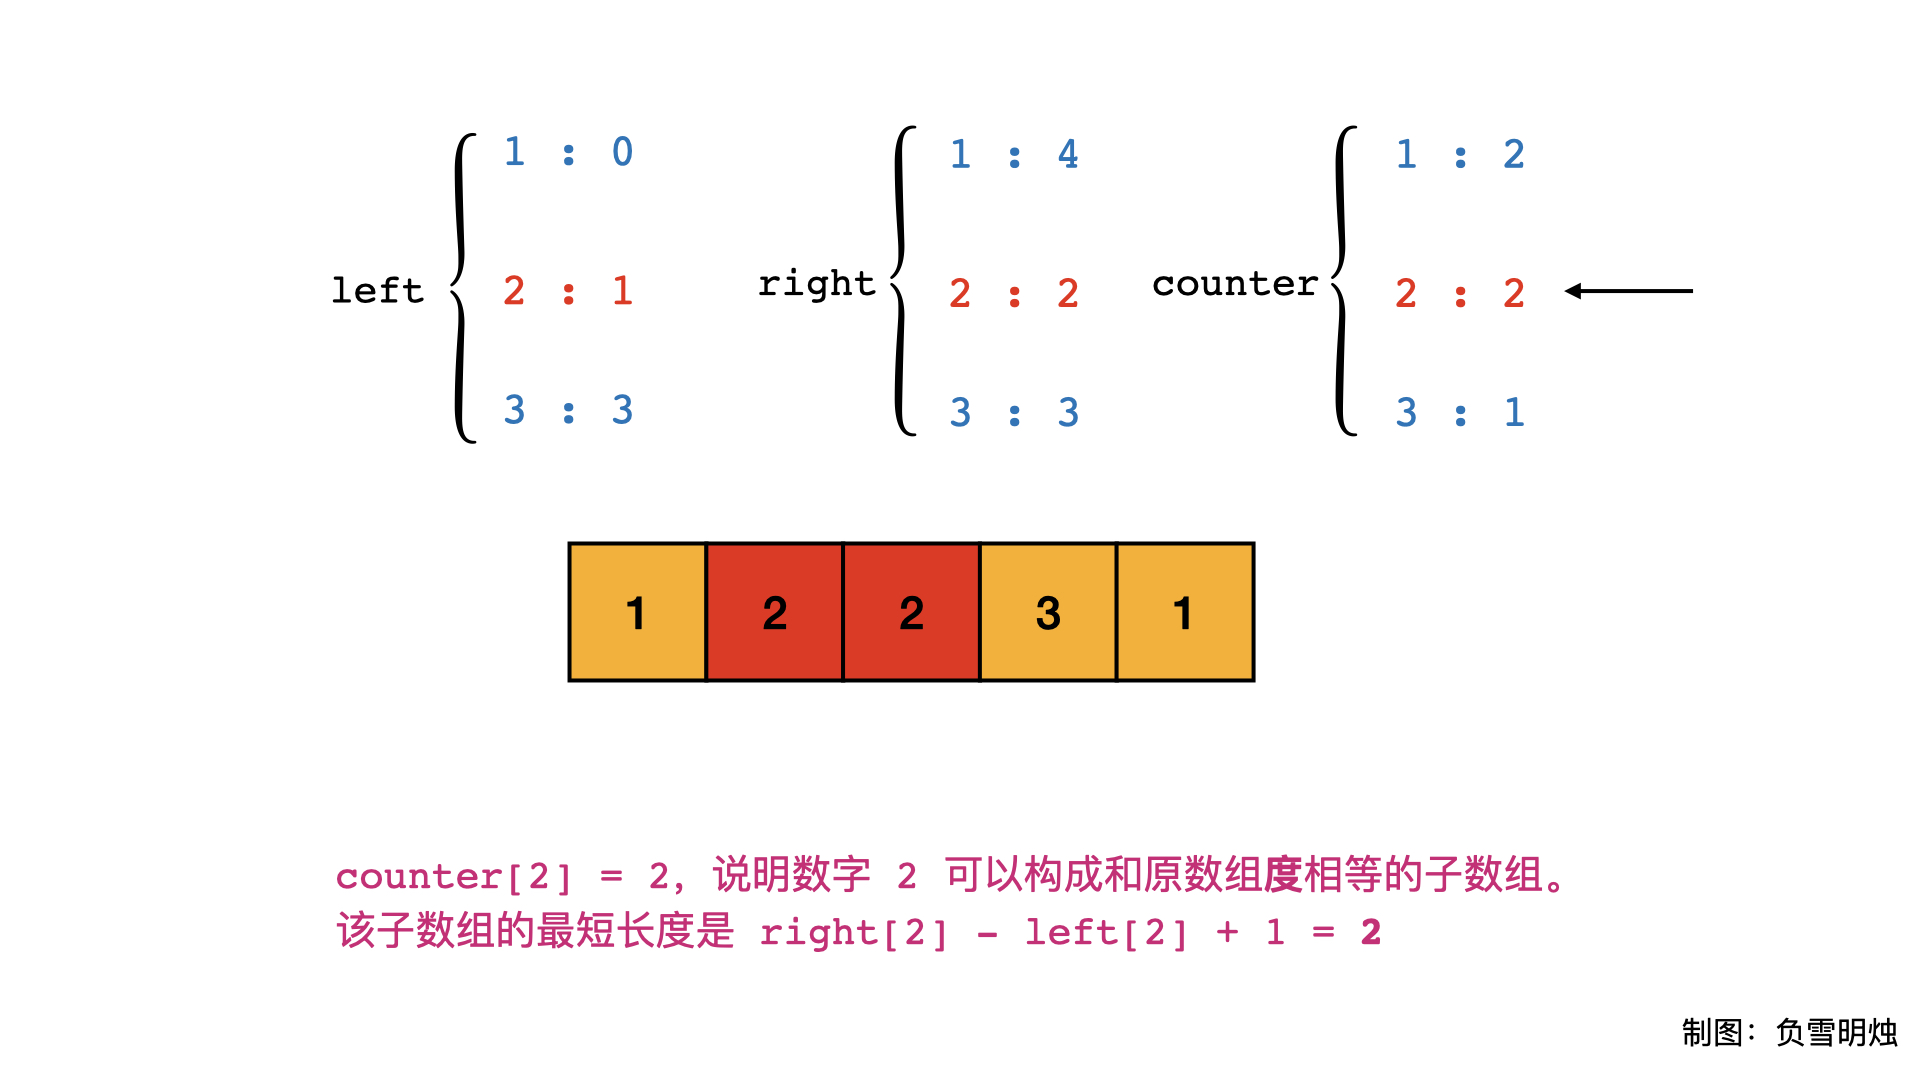 1 : 0
2 : 1
3 : 3
left
1 : 4
2 : 2
3 : 3
right
1 : 2
2 : 2
3 : 1
counter
1 2 2 3 1
counter[2] = 2, 说明数字 2 可以构成和原数组度相等的子数组。
该子数组的最短长度是 right[2] - left[2] + 1 = 2
制图：负雪明烛